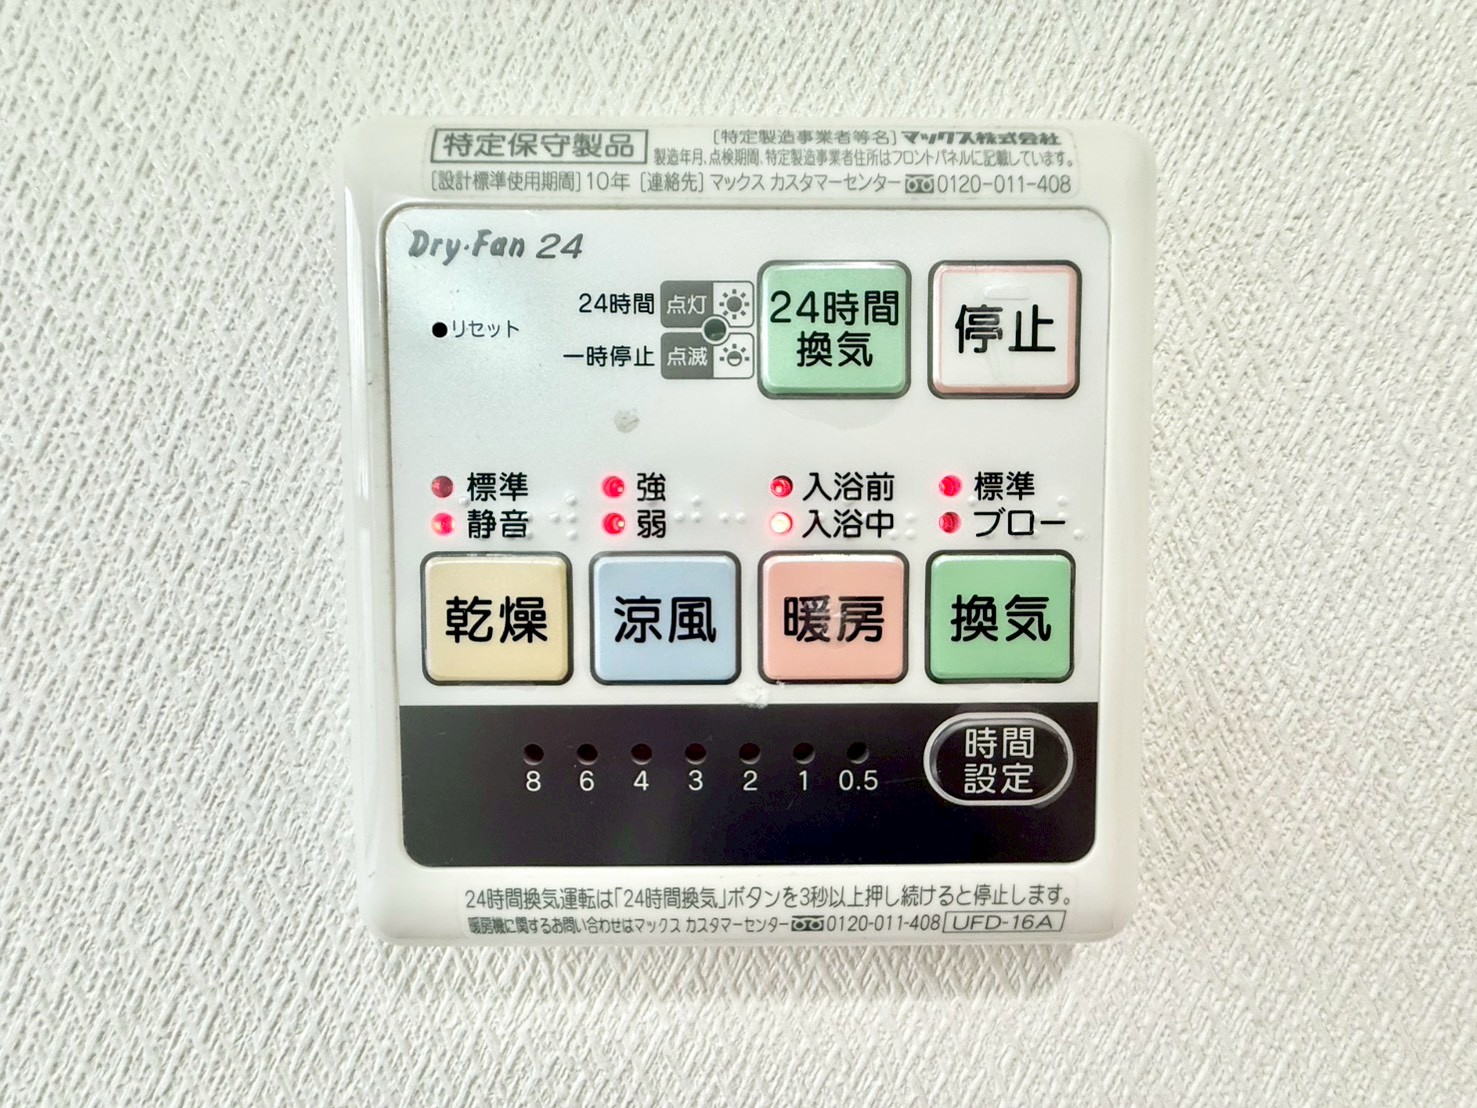 特定保守製品 [特定製造事業者等名] マックス株式会社
製造年月、点検期間、特定製造事業者住所はフロントパネルに記載しています。
[設計標準使用期間] 10年 [連絡先] マックス カスタマーセンター 0120-011-408
Dry・Fan 24
24時間 点灯
リセット
一時停止 点滅
24時間
換気
停止
標準 強 入浴前 標準
静音 弱 入浴中 ブロー
乾燥 涼風 暖房 換気
時間
設定
8 6 4 3 2 1 0.5
24時間換気運転は「24時間換気」ボタンを3秒以上押し続けると停止します。
暖房機に関するお問い合わせはマックス カスタマーセンター 0120-011-408 UFD-16A